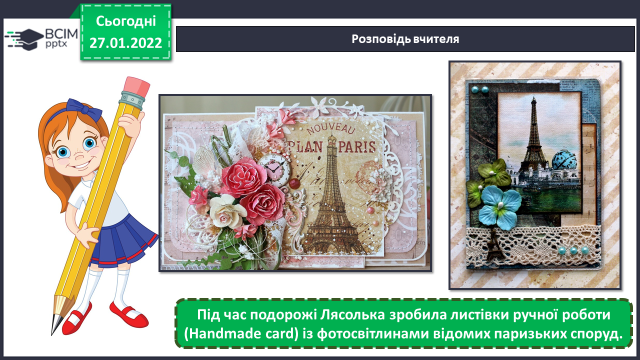 Сьогодні
27.01.2022
BCIM
pptx
Розповідь вчителя
NOUVEAU
PLAN PARIS
Під час подорожі Лясолька зробила листівки ручної роботи
(Handmade card) із фотосвітлинами відомих паризьких споруд.